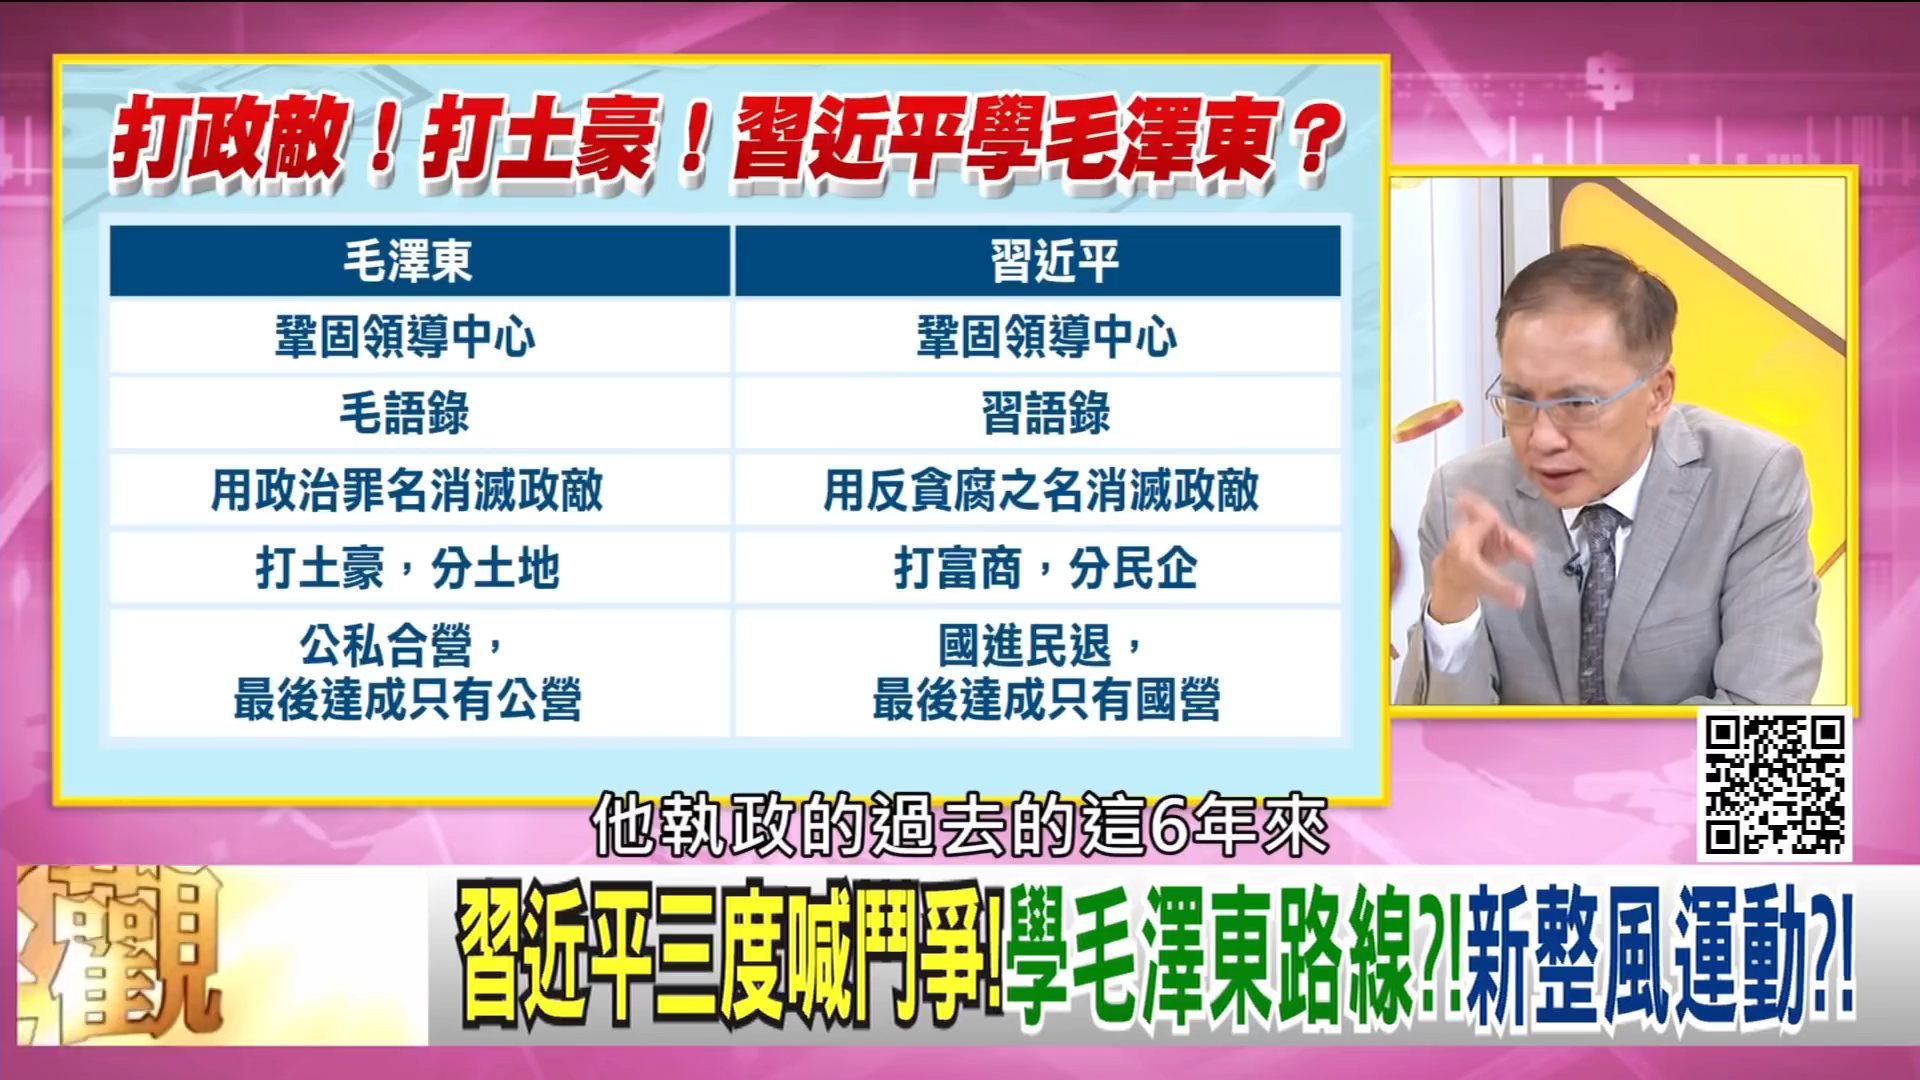 打政敵！打土豪！習近平學毛澤東？
毛澤東
習近平
鞏固領導中心
鞏固領導中心
毛語錄
習語錄
用政治罪名消滅政敵
用反貪腐之名消滅政敵
打土豪，分土地
打富商，分民企
公私合營，
最後達成只有公營
國進民退，
最後達成只有國營
他執政的過去的這6年來
觀
習近平三度喊鬥爭!學毛澤東路線?!新整風運動?!